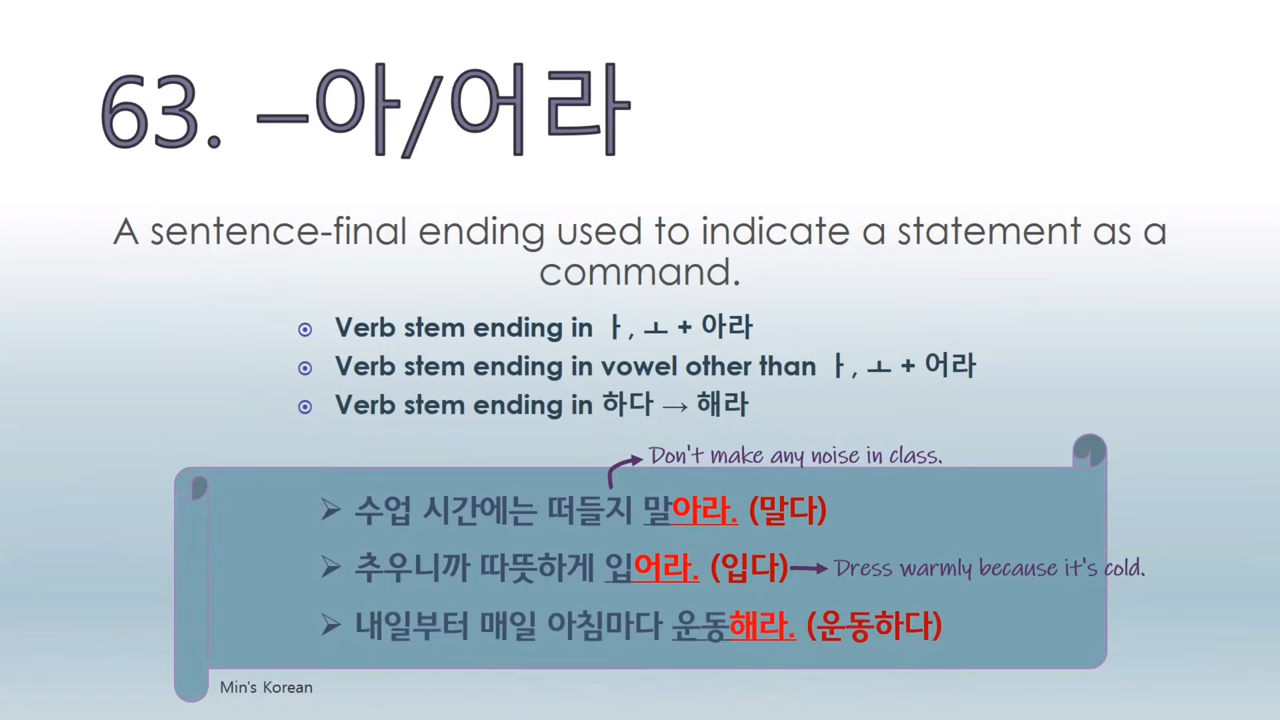 63. –아/어라
A sentence-final ending used to indicate a statement as a
command.
Verb stem ending in ㅏ, ㅗ + 아라
Verb stem ending in vowel other than ㅏ, ㅗ + 어라
Verb stem ending in 하다 → 해라
Don't make any noise in class.
수업 시간에는 떠들지 말아라. (말다)
추우니까 따뜻하게 입어라. (입다)
Dress warmly because it's cold.
내일부터 매일 아침마다 운동해라. (운동하다)
Min's Korean